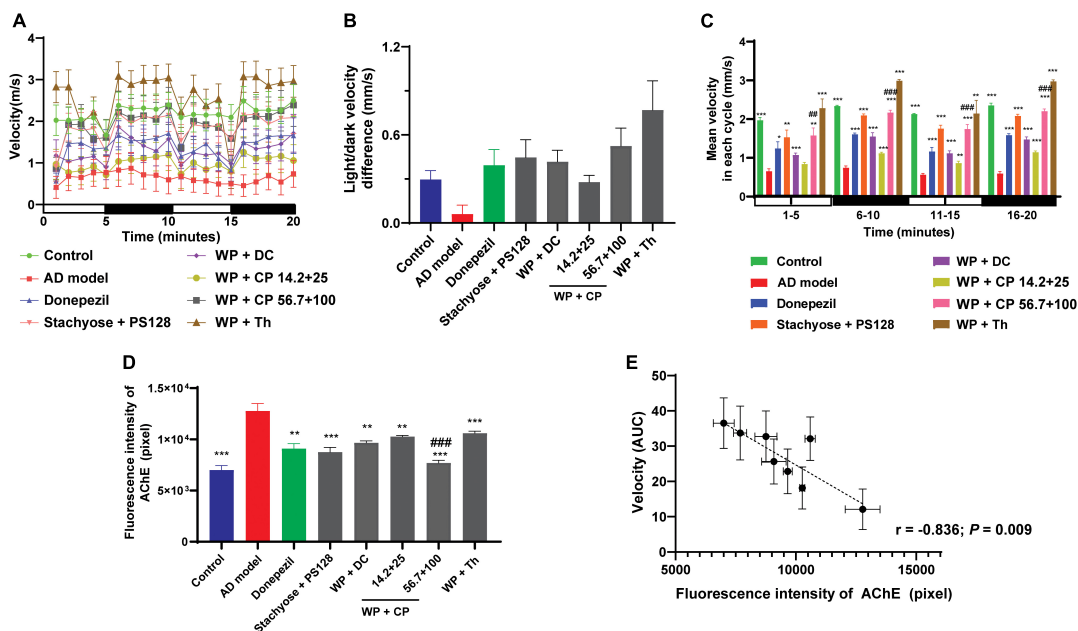 A
Velocity(m/s)
4
3
2
1
0
0
5
10
15
20
Time (minutes)
Control
AD model
Donepezil
Stachyose + PS128
WP + DC
WP + CP 14.2+25
WP + CP 56.7+100
WP + Th
B
Light/dark velocity
difference (mm/s)
1.2
0.6
0.0
Control
AD model
Donepezil
Stachyose + PS128
WP + DC
14.2+25
56.7+100
WP + Th
WP + CP
C
Mean velocity
in each cycle (mm/s)
4
3
2
1
0
***
*
**
***
**
##
***
***
***
***
***
***
###
***
***
***
***
***
**
***
###
**
***
***
***
***
***
***
###
***
1-5
6-10
11-15
16-20
Time (minutes)
Control
AD model
Donepezil
Stachyose + PS128
WP + DC
WP + CP 14.2+25
WP + CP 56.7+100
WP + Th
D
Fluorescence intensity of
AChE (pixel)
1.5×10⁴
1×10⁴
5×10³
0
***
**
***
**
**
###
***
***
Control
AD model
Donepezil
Stachyose + PS128
WP + DC
14.2+25
56.7+100
WP + Th
WP + CP
E
Velocity (AUC)
50
40
30
20
10
0
r = -0.836; P = 0.009
5000
10000
15000
Fluorescence intensity of AChE (pixel)